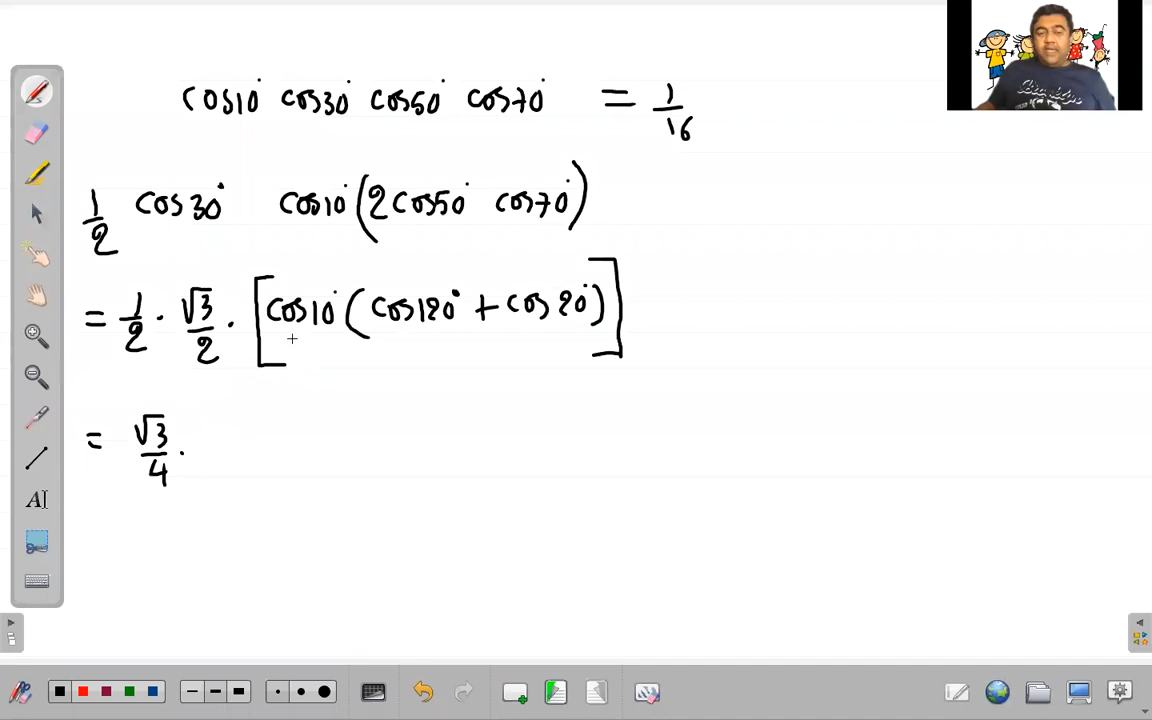 cos10° cos30° cos50° cos70° = 1/16
1/2 cos30° cos10° (2cos50° cos70°)
= 1/2 · √3/2 · [cos10° (cos120° + cos20°)]
= √3/4 ·
AI